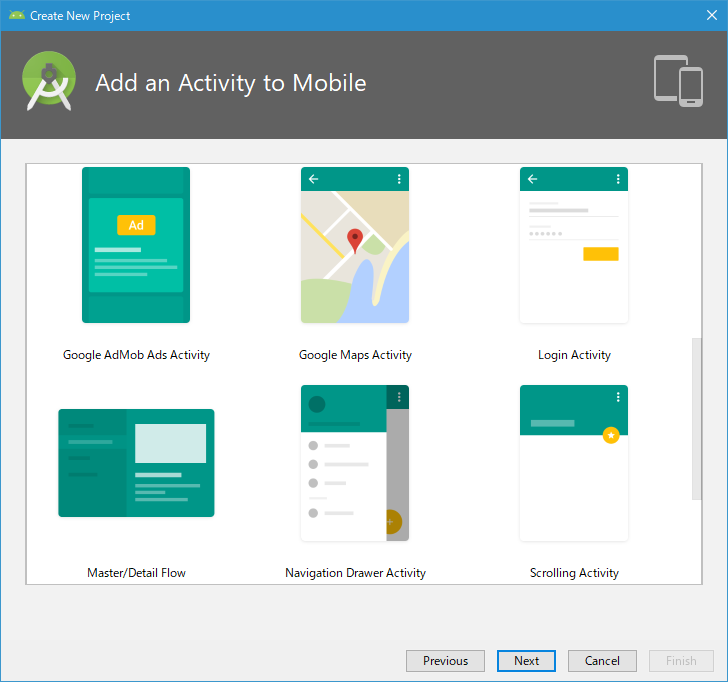 Create New Project
Add an Activity to Mobile
Ad
Google AdMob Ads Activity
Google Maps Activity
Login Activity
Master/Detail Flow
Navigation Drawer Activity
Scrolling Activity
Previous
Next
Cancel
Finish